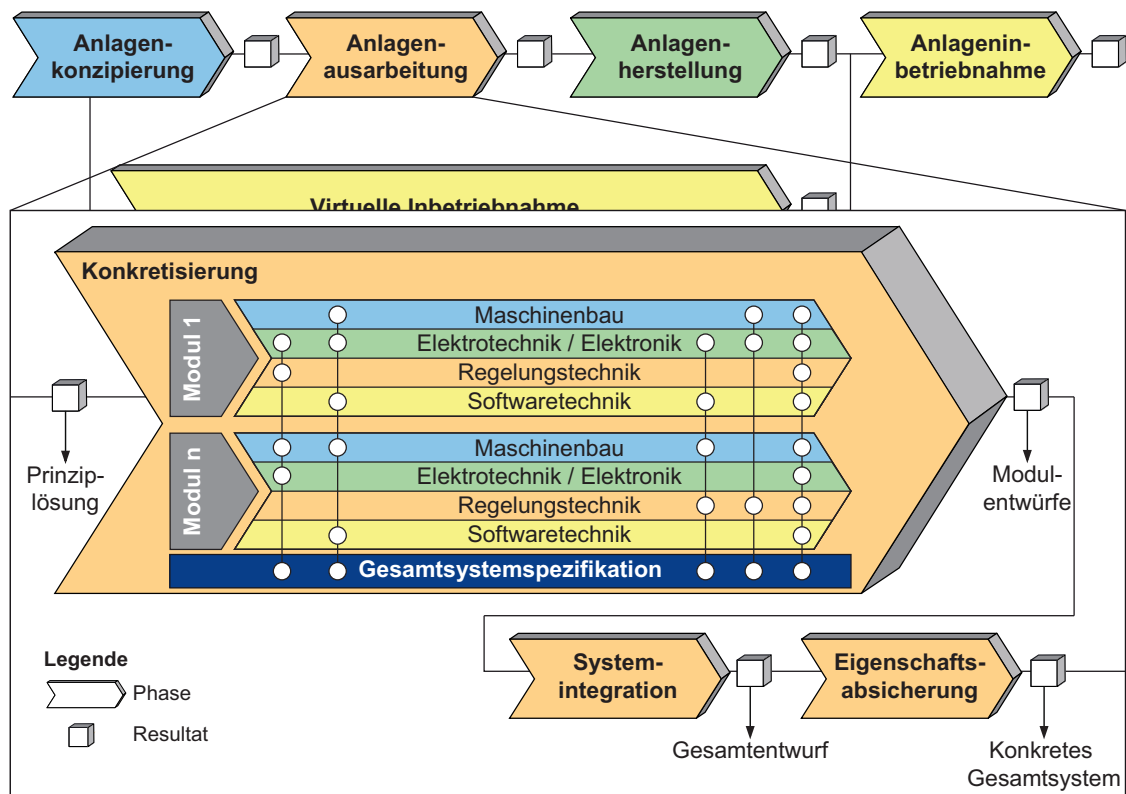 Anlagen-
konzipierung
Anlagen-
ausarbeitung
Anlagen-
herstellung
Anlagenin-
betriebnahme
Virtuelle Inbetriebnahme
Konkretisierung
Modul 1
Maschinenbau
Elektrotechnik / Elektronik
Regelungstechnik
Softwaretechnik
Modul n
Maschinenbau
Elektrotechnik / Elektronik
Regelungstechnik
Softwaretechnik
Gesamtsystemspezifikation
Prinzip-
lösung
Modul-
entwürfe
System-
integration
Eigenschafts-
absicherung
Gesamtentwurf
Konkretes
Gesamtsystem
Legende
Phase
Resultat